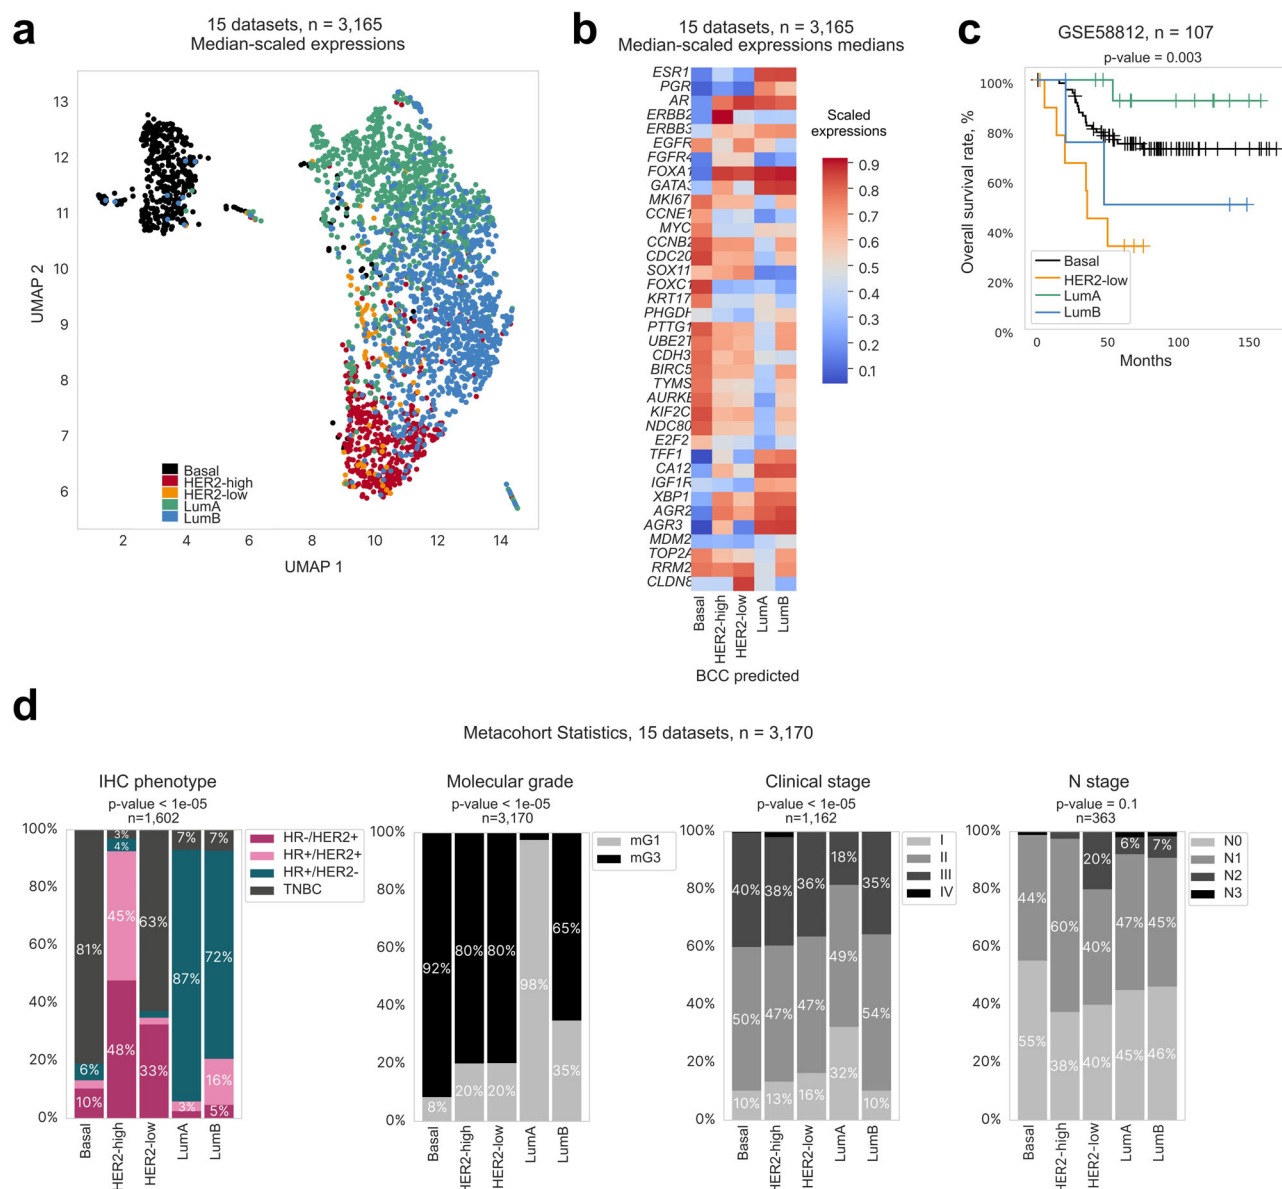 a
15 datasets, n = 3,165
Median-scaled expressions
UMAP 2
13
12
11
10
9
8
7
6
Basal
HER2-high
HER2-low
LumA
LumB
2 4 6 8 10 12 14
UMAP 1
b
15 datasets, n = 3,165
Median-scaled expressions medians
ESR1
PGR
AR
ERBB2
ERBB3
EGFR
FGFR4
FOXA1
GATA3
MKI67
CCNE1
MYC
CCNB2
CDC20
SOX11
FOXC1
KRT17
PHGDH
PTTG1
UBE2T
CDH3
BIRC5
TYMS
AURKB
KIF2C
NDC80
E2F2
TFF1
CA12
IGF1R
XBP1
AGR2
AGR3
MDM2
TOP2A
RRM2
CLDN8
Basal
HER2-high
HER2-low
LumA
LumB
BCC predicted
Scaled
expressions
0.9
0.8
0.7
0.6
0.5
0.4
0.3
0.2
0.1
c
GSE58812, n = 107
p-value = 0.003
Overall survival rate, %
100%
80%
60%
40%
20%
0%
Basal
HER2-low
LumA
LumB
0 50 100 150
Months
d
Metacohort Statistics, 15 datasets, n = 3,170
IHC phenotype
p-value < 1e-05
n=1,602
100%
80%
60%
40%
20%
0%
81%
6%
10%
3%
4%
45%
48%
63%
33%
7%
87%
3%
7%
72%
16%
5%
Basal
HER2-high
HER2-low
LumA
LumB
HR-/HER2+
HR+/HER2+
HR+/HER2-
TNBC
Molecular grade
p-value < 1e-05
n=3,170
100%
80%
60%
40%
20%
0%
92%
8%
80%
20%
80%
20%
98%
65%
35%
Basal
HER2-high
HER2-low
LumA
LumB
mG1
mG3
Clinical stage
p-value < 1e-05
n=1,162
100%
80%
60%
40%
20%
0%
40%
50%
10%
38%
47%
13%
36%
47%
16%
18%
49%
32%
35%
54%
10%
Basal
HER2-high
HER2-low
LumA
LumB
I
II
III
IV
N stage
p-value = 0.1
n=363
100%
80%
60%
40%
20%
0%
44%
55%
60%
38%
20%
40%
40%
6%
47%
45%
7%
45%
46%
Basal
HER2-high
HER2-low
LumA
LumB
N0
N1
N2
N3